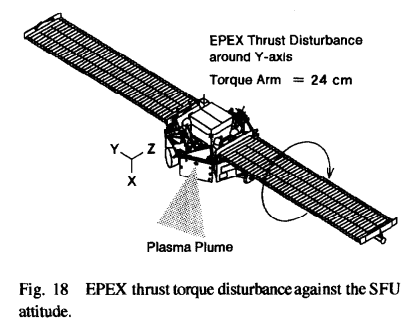 EPEX Thrust Disturbance
around Y-axis
Torque Arm = 24 cm
Y Z
X
Plasma Plume
Fig. 18 EPEX thrust torque disturbance against the SFU
attitude.